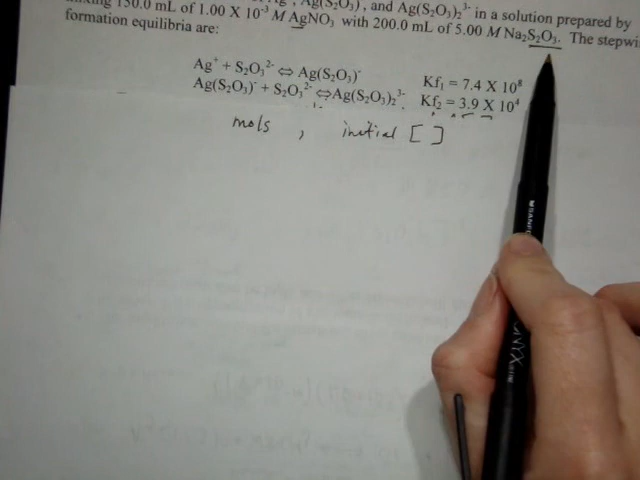 150.0 mL of 1.00 X 10⁻³ M AgNO₃ with 200.0 mL of 5.00 M Na₂S₂O₃. The
Ag(S₂O₃)⁻, and Ag(S₂O₃)₂³⁻ in a solution prepared by
formation equilibria are:
Ag⁺ + S₂O₃²⁻ ⇔ Ag(S₂O₃)⁻ Kf₁ = 7.4 X 10⁸
Ag(S₂O₃)⁻ + S₂O₃²⁻ ⇔ Ag(S₂O₃)₂³⁻. Kf₂ = 3.9 X 10⁴
mols , initial [ ]